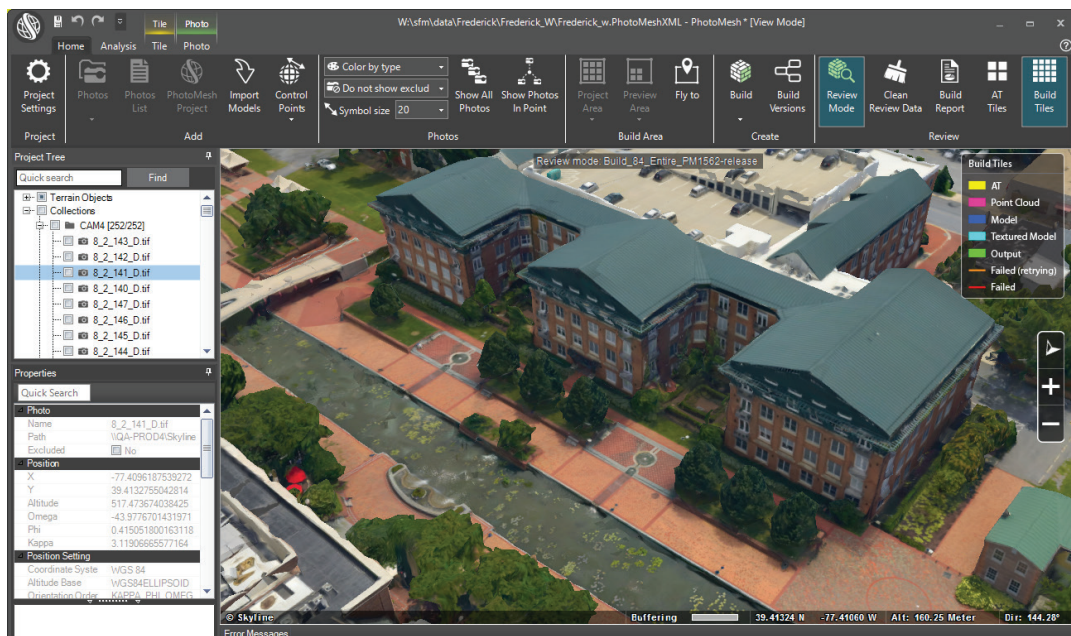 W:\sfm\data\Frederick\Frederick_W\Frederick_w.PhotoMeshXML - PhotoMesh * [View Mode]
Tile Photo
Home Analysis Tile Photo
Project Settings
Photos
Photos List
PhotoMesh Project
Import Models
Control Points
Color by type
Do not show exclud
Symbol size 20
Show All Photos
Show Photos In Point
Project Area
Preview Area
Fly to
Build
Build Versions
Review Mode
Clean Review Data
Build Report
AT Tiles
Build Tiles
Project Add Photos Build Area Create Review
Project Tree
Quick search Find
Terrain Objects
Collections
CAM4 [252/252]
8_2_143_D.tif
8_2_142_D.tif
8_2_141_D.tif
8_2_140_D.tif
8_2_147_D.tif
8_2_146_D.tif
8_2_145_D.tif
8_2_144_D.tif
Properties
Quick Search
Photo
Name 8_2_141_D.tif
Path \\QA-PROD4\Skyline
Excluded No
Position
X -77.4096187539272
Y 39.4132755042814
Altitude 517.473674038425
Omega -43.9776701431971
Phi 0.415051800163118
Kappa 3.11906665577164
Position Setting
Coordinate Syste WGS 84
Altitude Base WGS84ELLIPSOID
Orientation Order KAPPA_PHI_OMEG
Review mode: Build_84_Entire_PM1562-release
Build Tiles
AT
Point Cloud
Model
Textured Model
Output
Failed (retrying)
Failed
© Skyline Buffering 39.41324 N -77.41060 W Alt: 160.25 Meter Dir: 144.28°
Error Messages